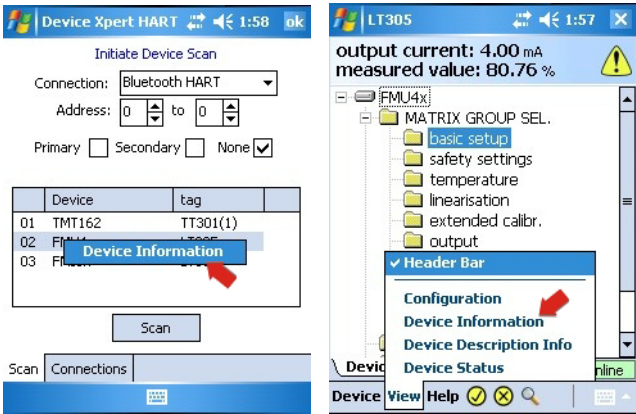 Device Xpert HART 1:58 ok
Initiate Device Scan
Connection: Bluetooth HART
Address: 0 to 0
Primary Secondary None
Device tag
01 TMT162 TT301(1)
02
Device Information
03
Scan
Scan Connections
LT305 1:57
output current: 4.00 mA
measured value: 80.76 %
FMU4x
MATRIX GROUP SEL.
basic setup
safety settings
temperature
linearisation
extended calibr.
output
Header Bar
Configuration
Device Information
Device Description Info
Device Status
Device View Help